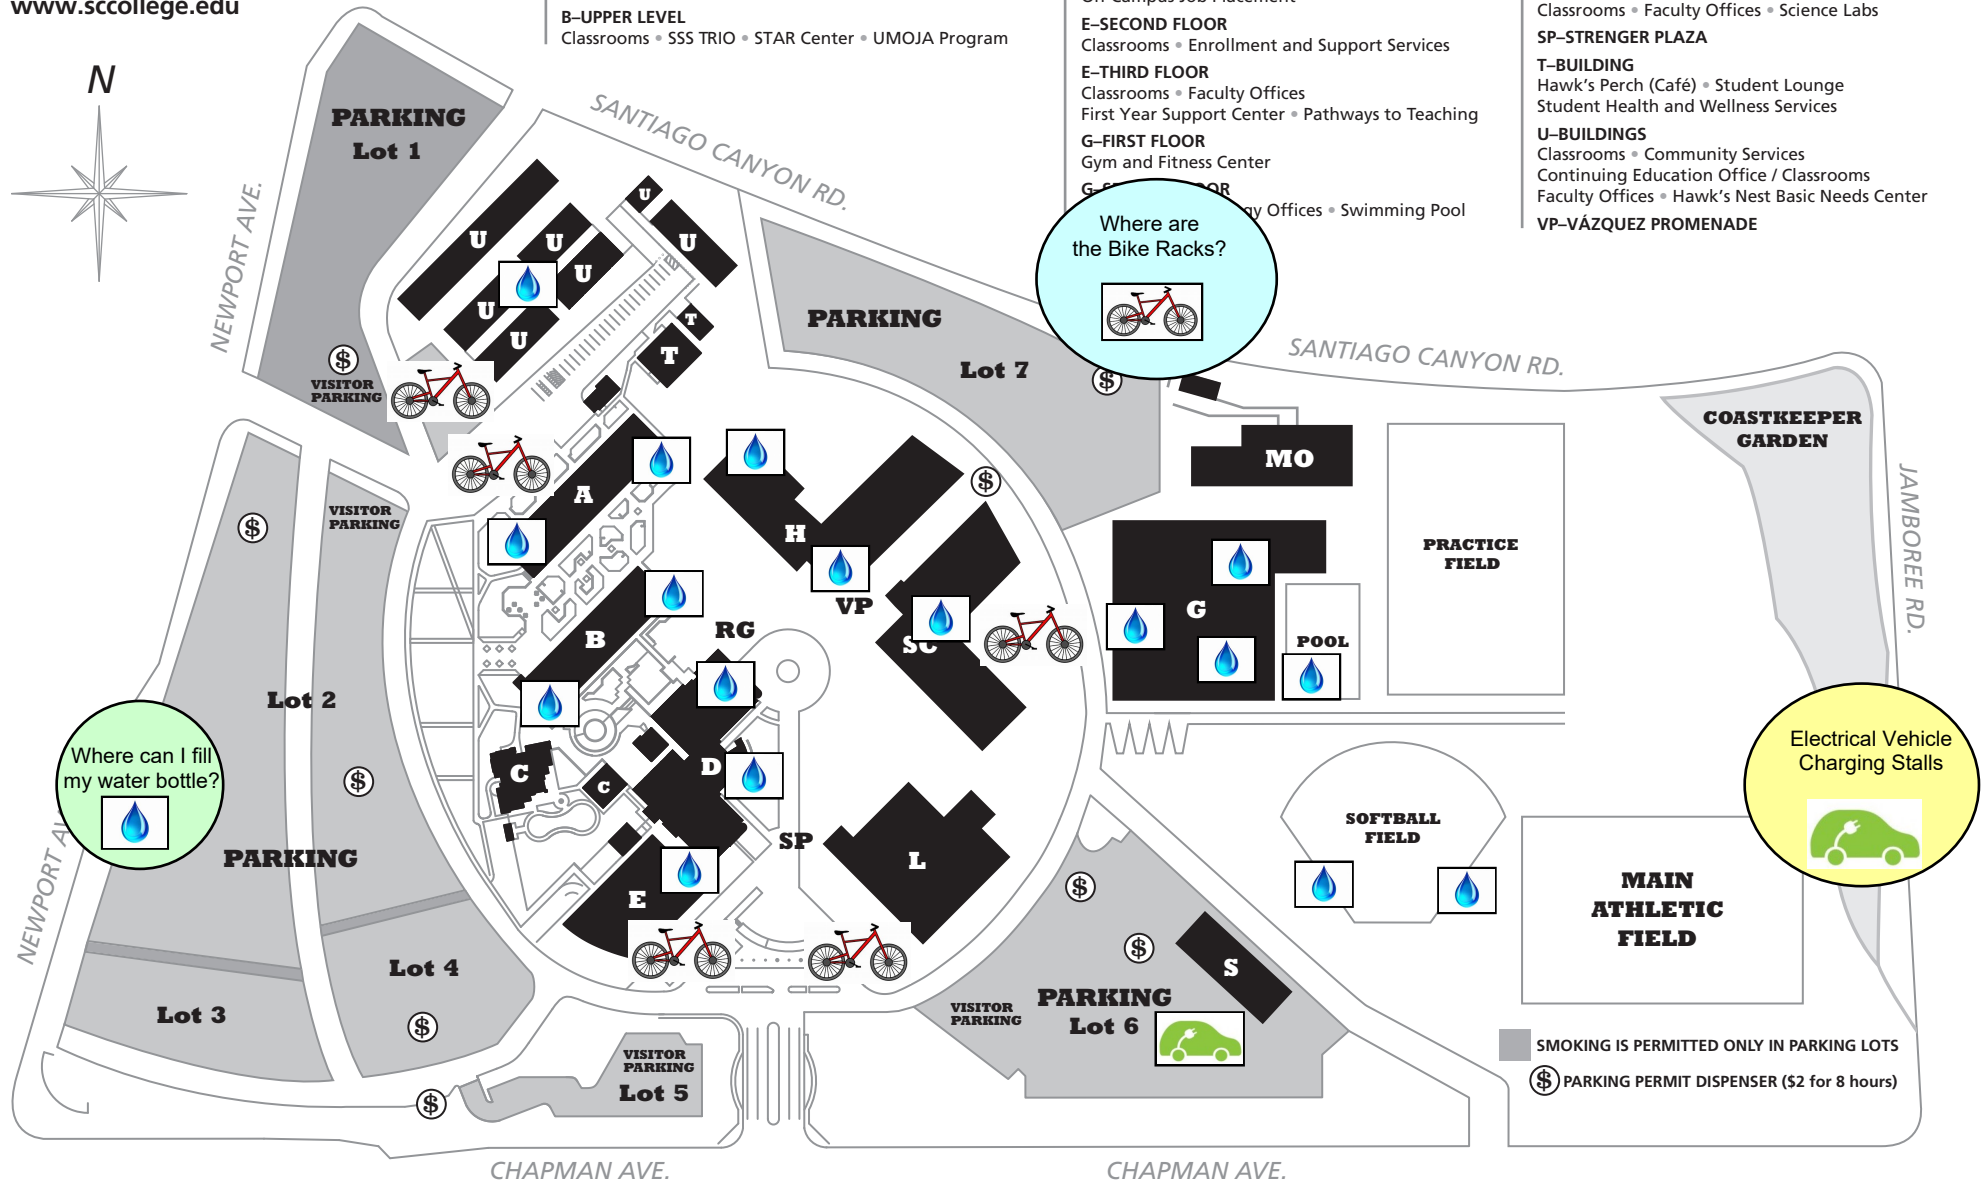 www.sccollege.edu
B–UPPER LEVEL
Classrooms • SSS TRIO • STAR Center • UMOJA Program
E–SECOND FLOOR
Classrooms • Enrollment and Support Services
E–THIRD FLOOR
Classrooms • Faculty Offices
First Year Support Center • Pathways to Teaching
G–FIRST FLOOR
Gym and Fitness Center
Offices • Swimming Pool
Classrooms • Faculty Offices • Science Labs
SP–STRENGER PLAZA
T–BUILDING
Hawk's Perch (Café) • Student Lounge
Student Health and Wellness Services
U–BUILDINGS
Classrooms • Community Services
Continuing Education Office / Classrooms
Faculty Offices • Hawk's Nest Basic Needs Center
VP–VÁZQUEZ PROMENADE
N
NEWPORT AVE.
SANTIAGO CANYON RD.
PARKING
Lot 1
$
VISITOR
PARKING
U
U
U
U
U
U
U
T
T
PARKING
Lot 7
$
Where are
the Bike Racks?
SANTIAGO CANYON RD.
MO
COASTKEEPER
GARDEN
JAMBOREE RD.
PRACTICE
FIELD
$
VISITOR
PARKING
A
H
$
VP
B
RG
SC
G
POOL
Lot 2
Where can I fill
my water bottle?
NEWPORT
PARKING
$
C
C
D
SP
E
L
SOFTBALL
FIELD
Electrical Vehicle
Charging Stalls
MAIN
ATHLETIC
FIELD
Lot 3
Lot 4
$
$
$
S
VISITOR
PARKING
PARKING
Lot 6
VISITOR
PARKING
Lot 5
$
SMOKING IS PERMITTED ONLY IN PARKING LOTS
$ PARKING PERMIT DISPENSER ($2 for 8 hours)
CHAPMAN AVE.
CHAPMAN AVE.